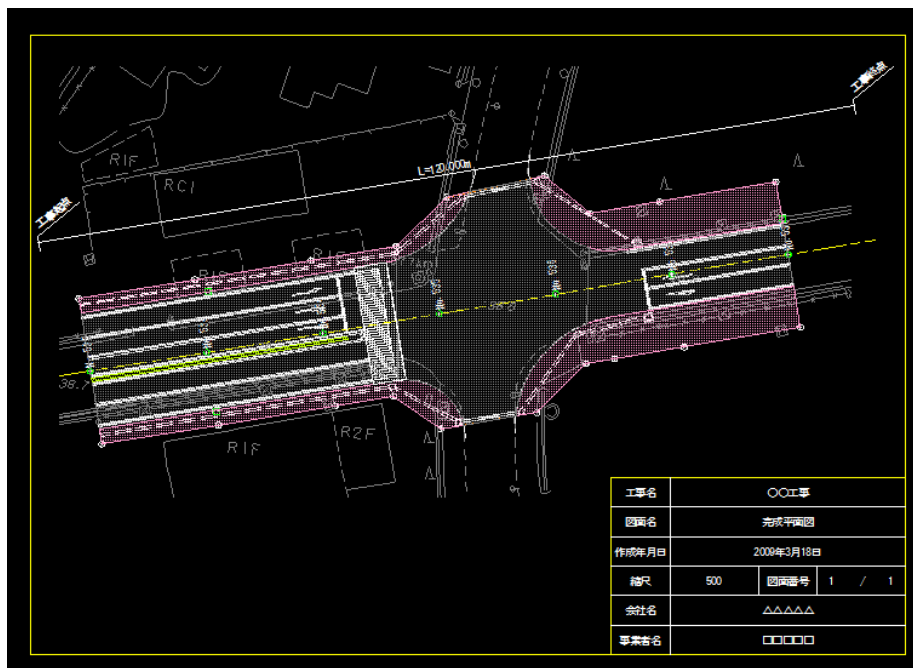 工事終点
L=120.000m
R1F
RC1
工事起点
38.7
R1F
R2F
工事名 〇〇工事
図面名 完成平面図
作成年月日 2009年3月18日
縮尺 500 図面番号 1 / 1
会社名 △△△△△
事業者名 □□□□□